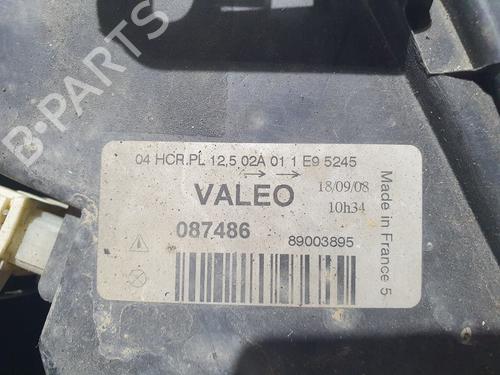 B-PARTS
04 HCR.PL 12,5 02A 01 1 E9 5245
→ →
VALEO
18/09/08
10h34
087486
89003895
Made in France 5